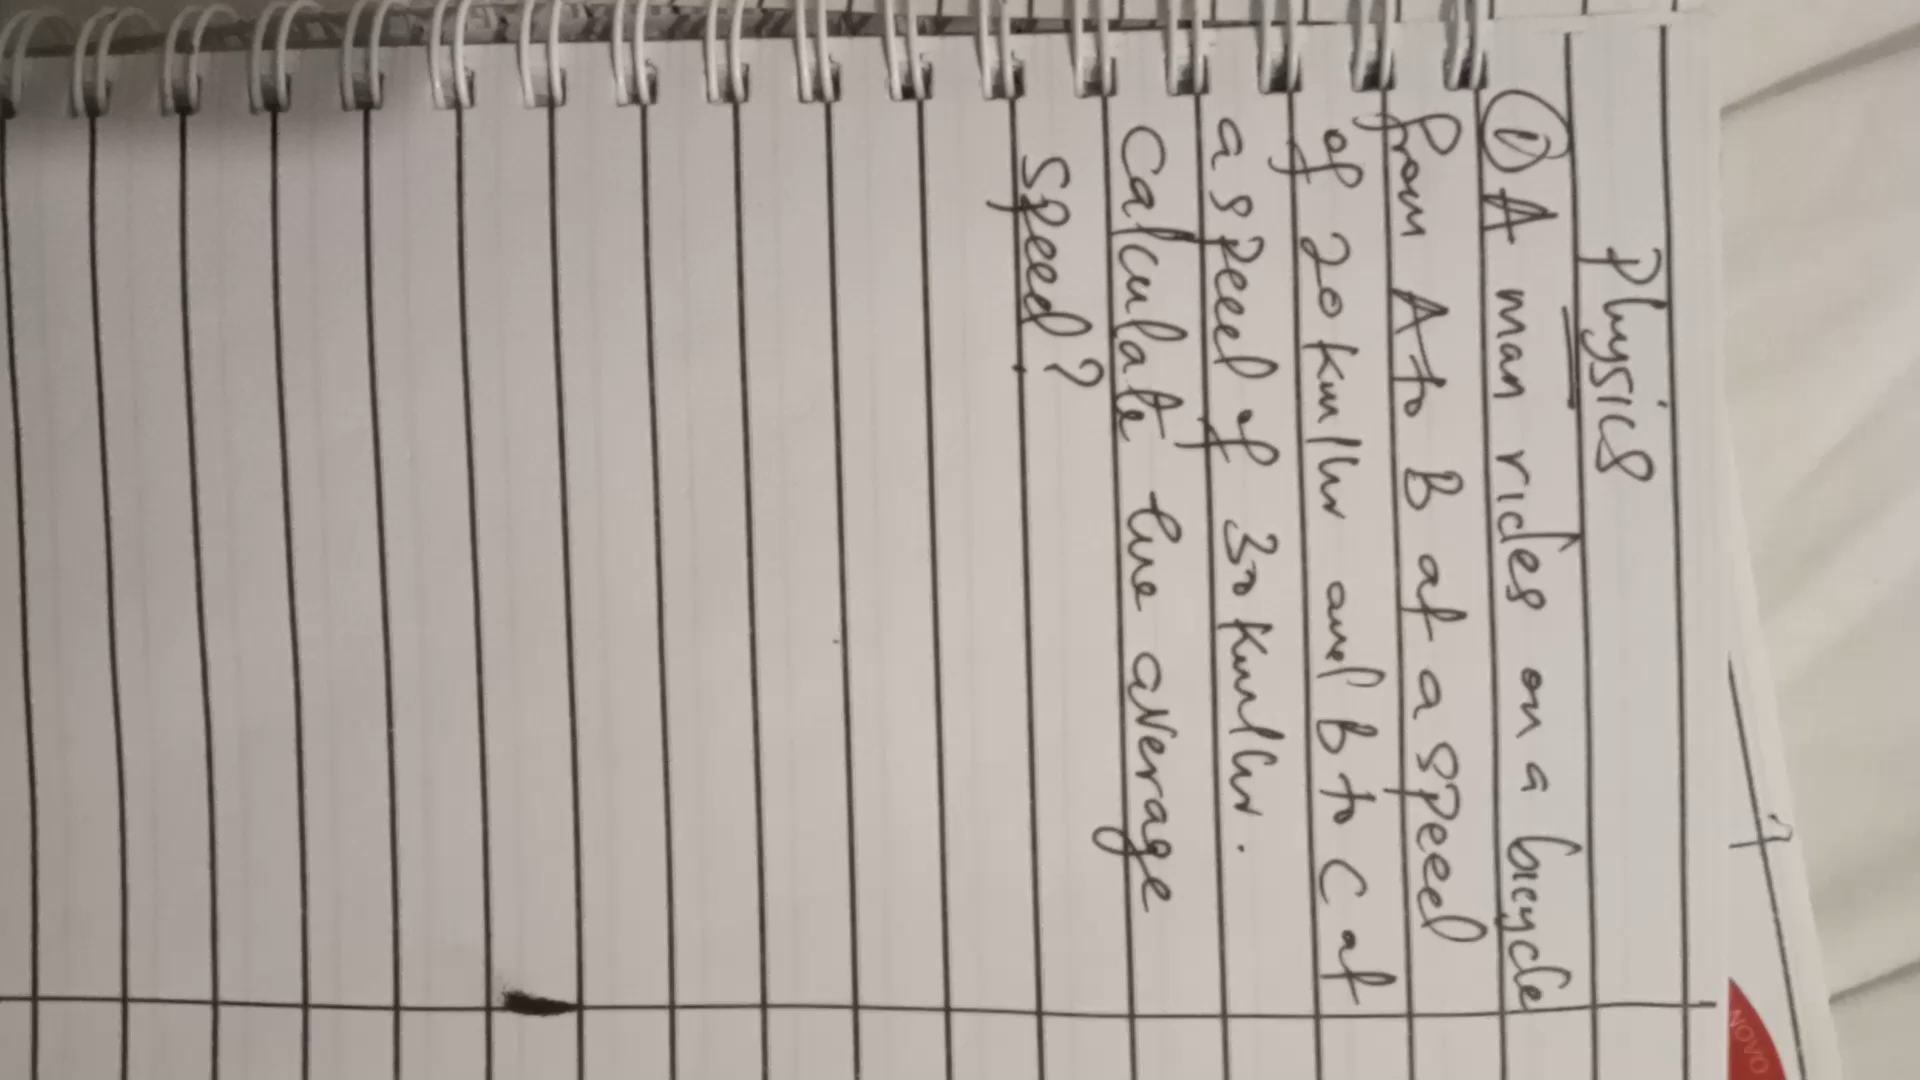 Physics
① A man rides on a bicycle
from A to B at a speed
of 20 km/hr and B to C at
a speed of 30 km/hr.
Calculate the average
speed?
NOVO